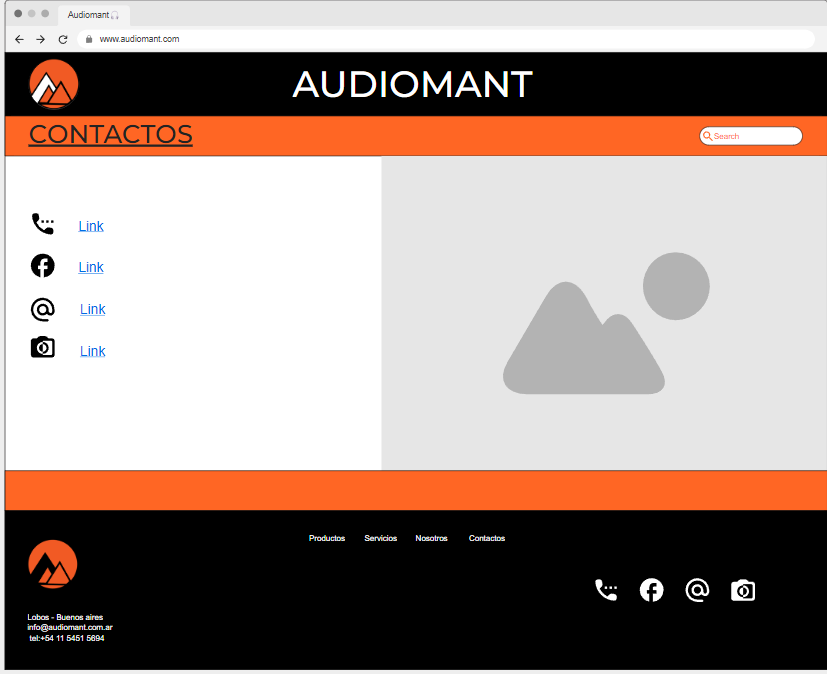 Audiomant
www.audiomant.com
AUDIOMANT
CONTACTOS
Search
Link
Link
Link
Link
Productos Servicios Nosotros Contactos
Lobos - Buenos aires
info@audiomant.com.ar
tel:+54 11 5451 5694